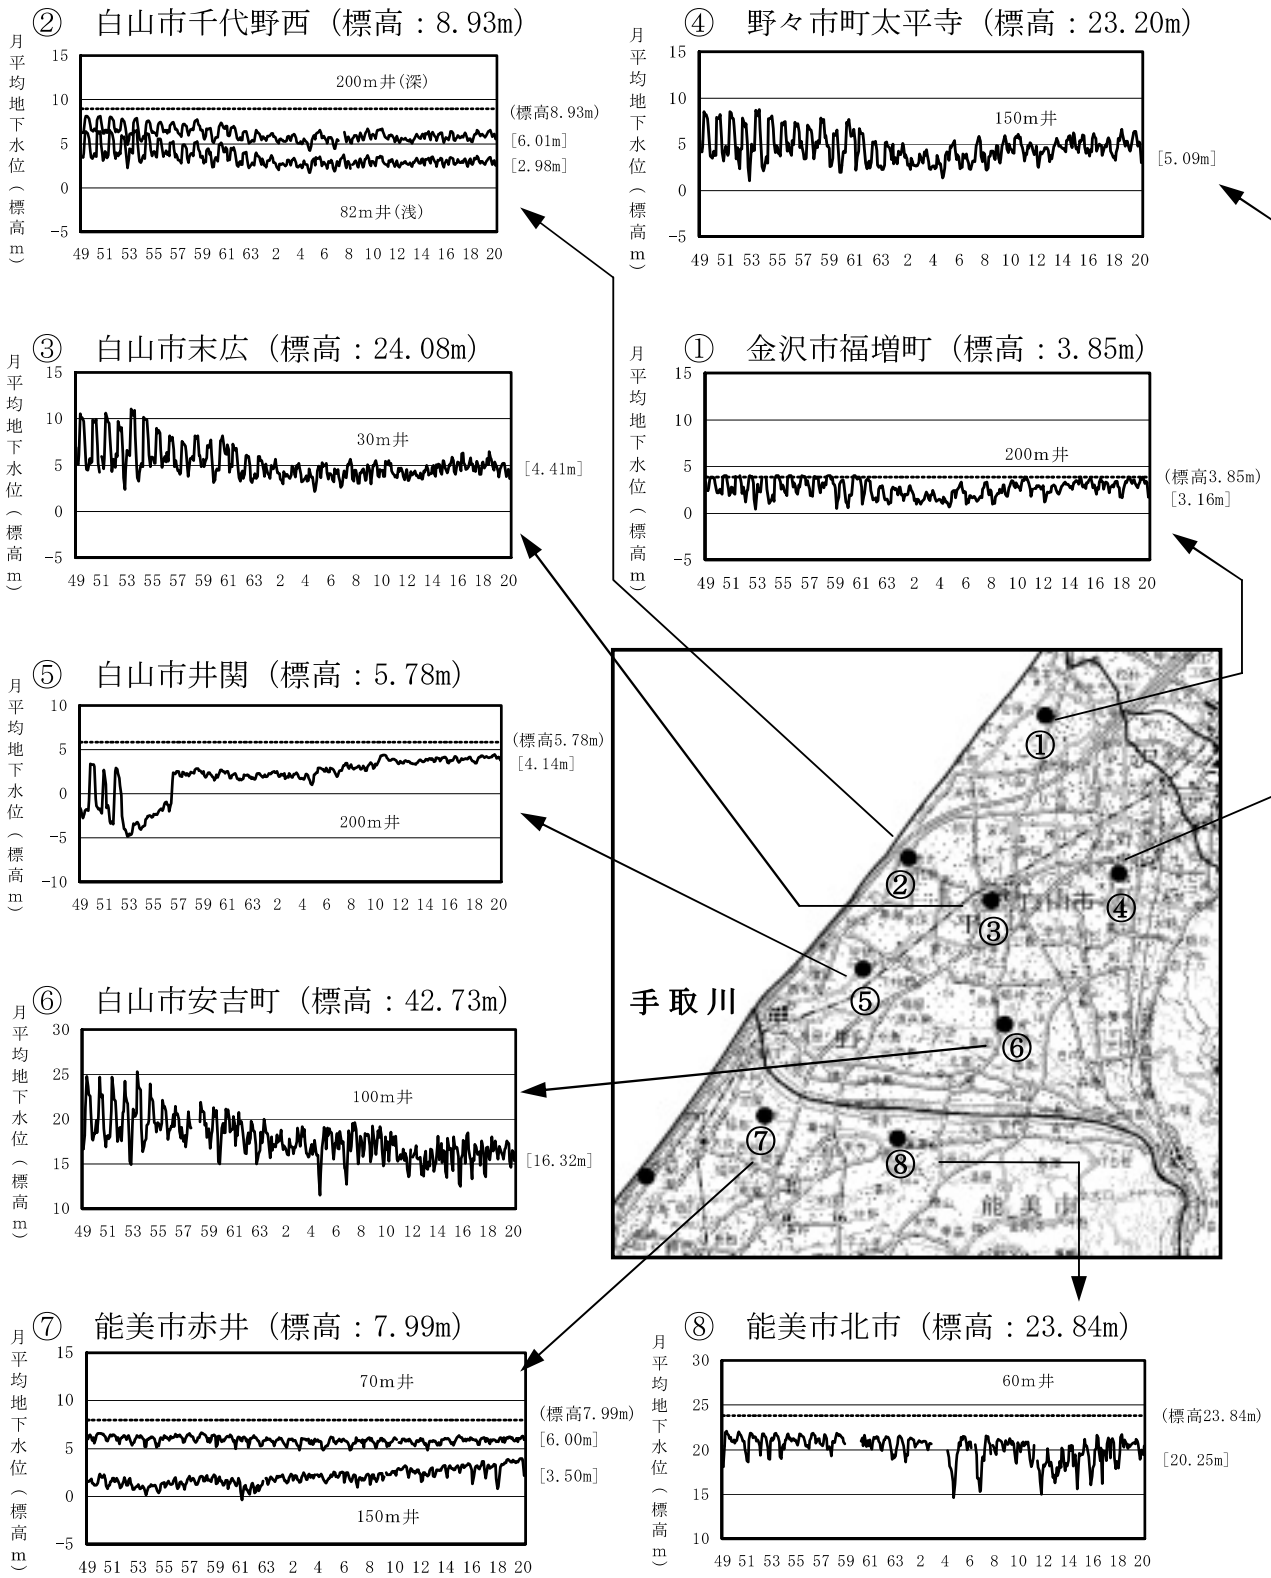 ② 白山市千代野西 (標高：8.93m)
月平均地下水位（標高m）
15
10
5
0
−5
200m井(深)
82m井(浅)
(標高8.93m)
[6.01m]
[2.98m]
49 51 53 55 57 59 61 63 2 4 6 8 10 12 14 16 18 20
④ 野々市町太平寺 (標高：23.20m)
月平均地下水位（標高m）
15
10
5
0
−5
150m井
[5.09m]
49 51 53 55 57 59 61 63 2 4 6 8 10 12 14 16 18 20
③ 白山市末広 (標高：24.08m)
月平均地下水位（標高m）
15
10
5
0
−5
30m井
[4.41m]
49 51 53 55 57 59 61 63 2 4 6 8 10 12 14 16 18 20
① 金沢市福増町 (標高：3.85m)
月平均地下水位（標高m）
15
10
5
0
−5
200m井
(標高3.85m)
[3.16m]
49 51 53 55 57 59 61 63 2 4 6 8 10 12 14 16 18 20
⑤ 白山市井関 (標高：5.78m)
月平均地下水位（標高m）
10
5
0
−5
−10
200m井
(標高5.78m)
[4.14m]
49 51 53 55 57 59 61 63 2 4 6 8 10 12 14 16 18 20
①
②
③
白山市
④
⑤
手取川
⑥
⑦
⑧
能美市
⑥ 白山市安吉町 (標高：42.73m)
月平均地下水位（標高m）
30
25
20
15
10
100m井
[16.32m]
49 51 53 55 57 59 61 63 2 4 6 8 10 12 14 16 18 20
⑦ 能美市赤井 (標高：7.99m)
月平均地下水位（標高m）
15
10
5
0
−5
70m井
150m井
(標高7.99m)
[6.00m]
[3.50m]
49 51 53 55 57 59 61 63 2 4 6 8 10 12 14 16 18 20
⑧ 能美市北市 (標高：23.84m)
月平均地下水位（標高m）
30
25
20
15
10
60m井
(標高23.84m)
[20.25m]
49 51 53 55 57 59 61 63 2 4 6 8 10 12 14 16 18 20